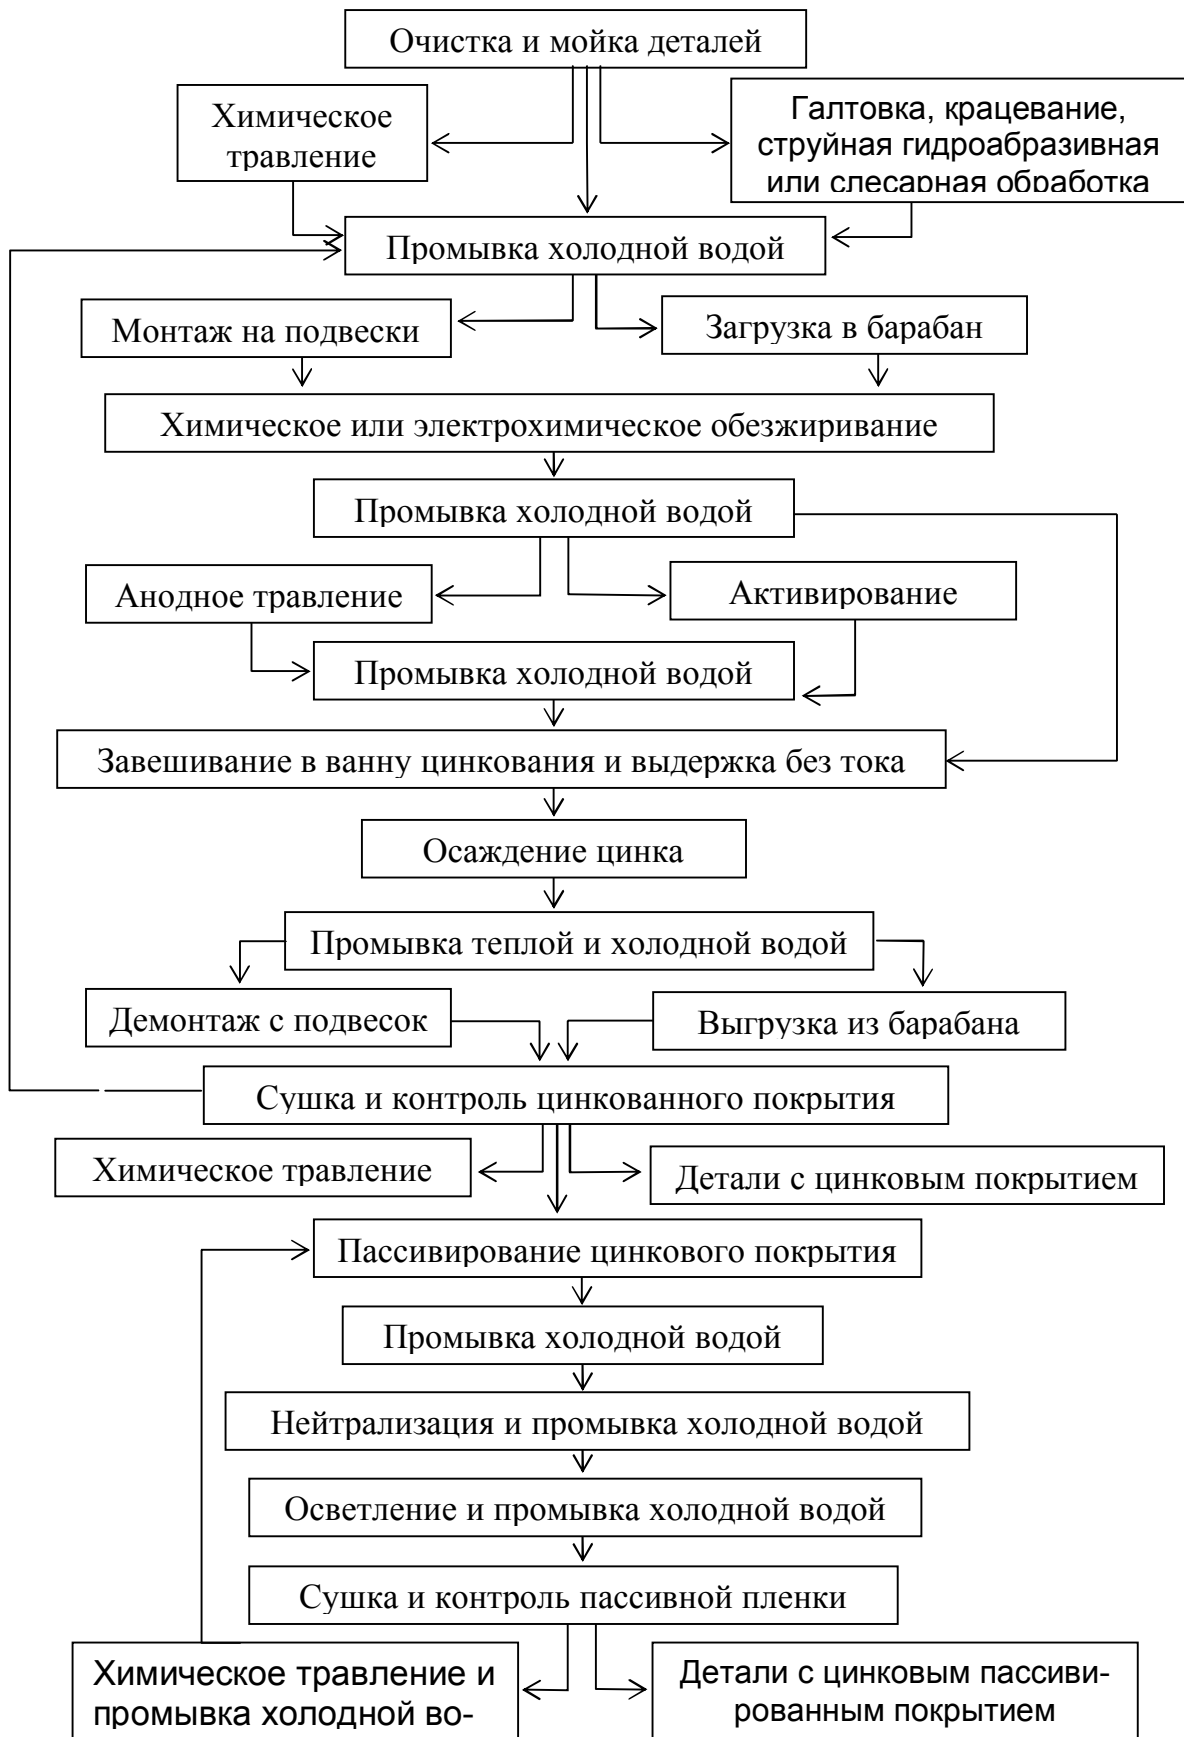 Очистка и мойка деталей
Химическое
травление
Галтовка, крацевание,
струйная гидроабразивная
или слесарная обработка
Промывка холодной водой
Монтаж на подвески
Загрузка в барабан
Химическое или электрохимическое обезжиривание
Промывка холодной водой
Анодное травление
Активирование
Промывка холодной водой
Завешивание в ванну цинкования и выдержка без тока
Осаждение цинка
Промывка теплой и холодной водой
Демонтаж с подвесок
Выгрузка из барабана
Сушка и контроль цинкованного покрытия
Химическое травление
Детали с цинковым покрытием
Пассивирование цинкового покрытия
Промывка холодной водой
Нейтрализация и промывка холодной водой
Осветление и промывка холодной водой
Сушка и контроль пассивной пленки
Химическое травление и
промывка холодной во-
Детали с цинковым пассиви-
рованным покрытием